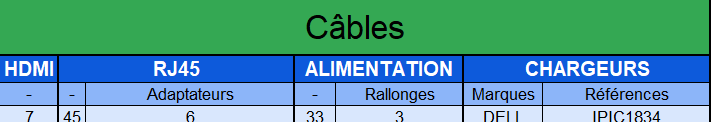 Câbles
HDMI RJ45 ALIMENTATION CHARGEURS
- - Adaptateurs - Rallonges Marques Références
7 45 6 33 3 DELL IPIC1834